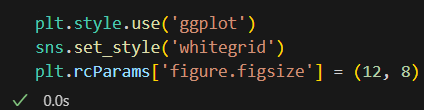 plt.style.use('ggplot')
sns.set_style('whitegrid')
plt.rcParams['figure.figsize'] = (12, 8)
✓ 0.0s